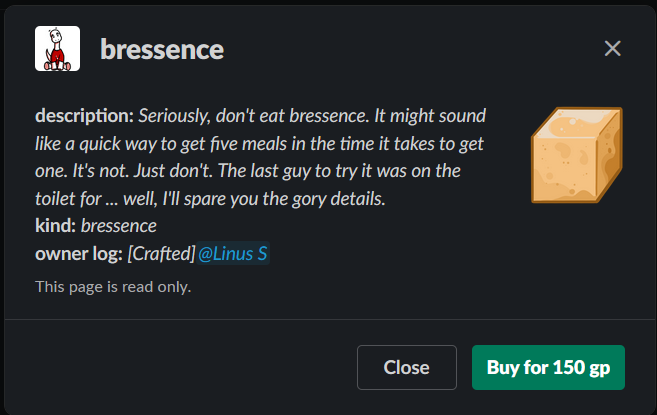 bressence
description: Seriously, don't eat bressence. It might sound
like a quick way to get five meals in the time it takes to get
one. It's not. Just don't. The last guy to try it was on the
toilet for ... well, I'll spare you the gory details.
kind: bressence
owner log: [Crafted] @Linus S
This page is read only.
Close
Buy for 150 gp